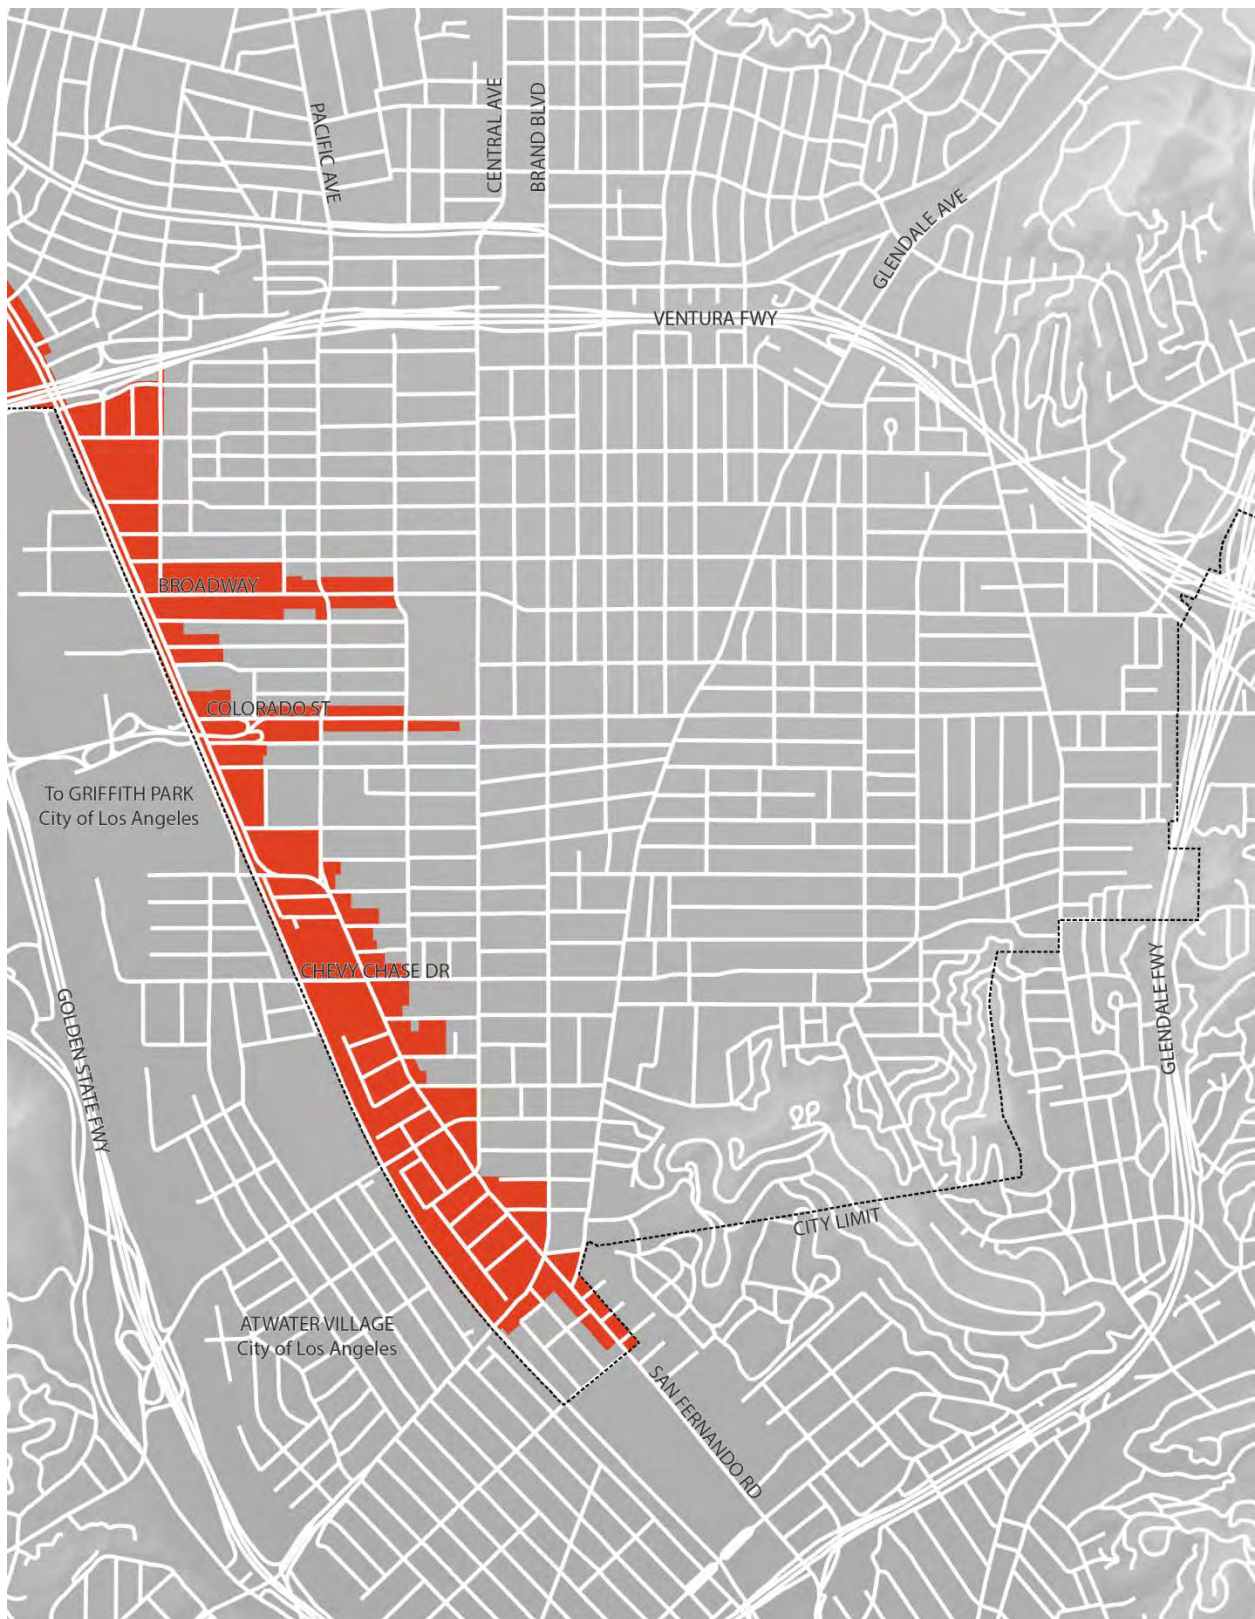 PACIFIC AVE
CENTRAL AVE
BRAND BLVD
GLENDALE AVE
VENTURA FWY
BROADWAY
COLORADO ST
To GRIFFITH PARK
City of Los Angeles
CHEVY CHASE DR
GOLDEN STATE FWY
GLENDALE FWY
CITY LIMIT
ATWATER VILLAGE
City of Los Angeles
SAN FERNANDO RD